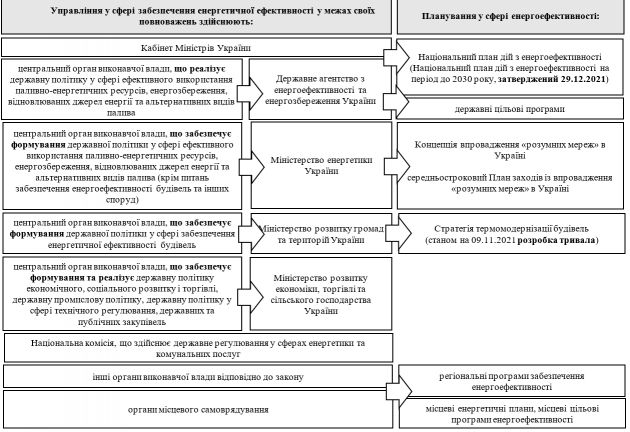 Управління у сфері забезпечення енергетичної ефективності у межах своїх
повноважень здійснюють:
Планування у сфері енергоефективності:
Кабінет Міністрів України
центральний орган виконавчої влади, що реалізує
державну політику у сфері ефективного використання
паливно-енергетичних ресурсів, енергозбереження,
відновлюваних джерел енергії та альтернативних видів
палива
Державне агентство з
енергоефективності та
енергозбереження України
Національний план дій з енергоефективності
(Національний план дій з енергоефективності на
період до 2030 року, затверджений 29.12.2021)
державні цільові програми
центральний орган виконавчої влади, що забезпечує
формування державної політики у сфері ефективного
використання паливно-енергетичних ресурсів,
енергозбереження, відновлюваних джерел енергії та
альтернативних видів палива (крім питань
забезпечення енергоефективності будівель та інших
споруд)
Міністерство енергетики
України
Концепція впровадження «розумних мереж» в
Україні
середньостроковий План заходів із впровадження
«розумних мереж» в Україні
центральний орган виконавчої влади, що забезпечує
формування державної політики у сфері забезпечення
енергетичної ефективності будівель
Міністерство розвитку громад
та територій України
Стратегія термомодернізації будівель
(станом на 09.11.2021 розробка тривала)
центральний орган виконавчої влади, що забезпечує
формування та реалізує державну політику
економічного, соціального розвитку і торгівлі,
державну промислову політику, державну політику у
сфері технічного регулювання, державних та
публічних закупівель
Міністерство розвитку
економіки, торгівлі та
сільського господарства
України
Національна комісія, що здійснює державне регулювання у сферах енергетики та
комунальних послуг
інші органи виконавчої влади відповідно до закону
регіональні програми забезпечення
енергоефективності
органи місцевого самоврядування
місцеві енергетичні плани, місцеві цільові
програми енергоефективності